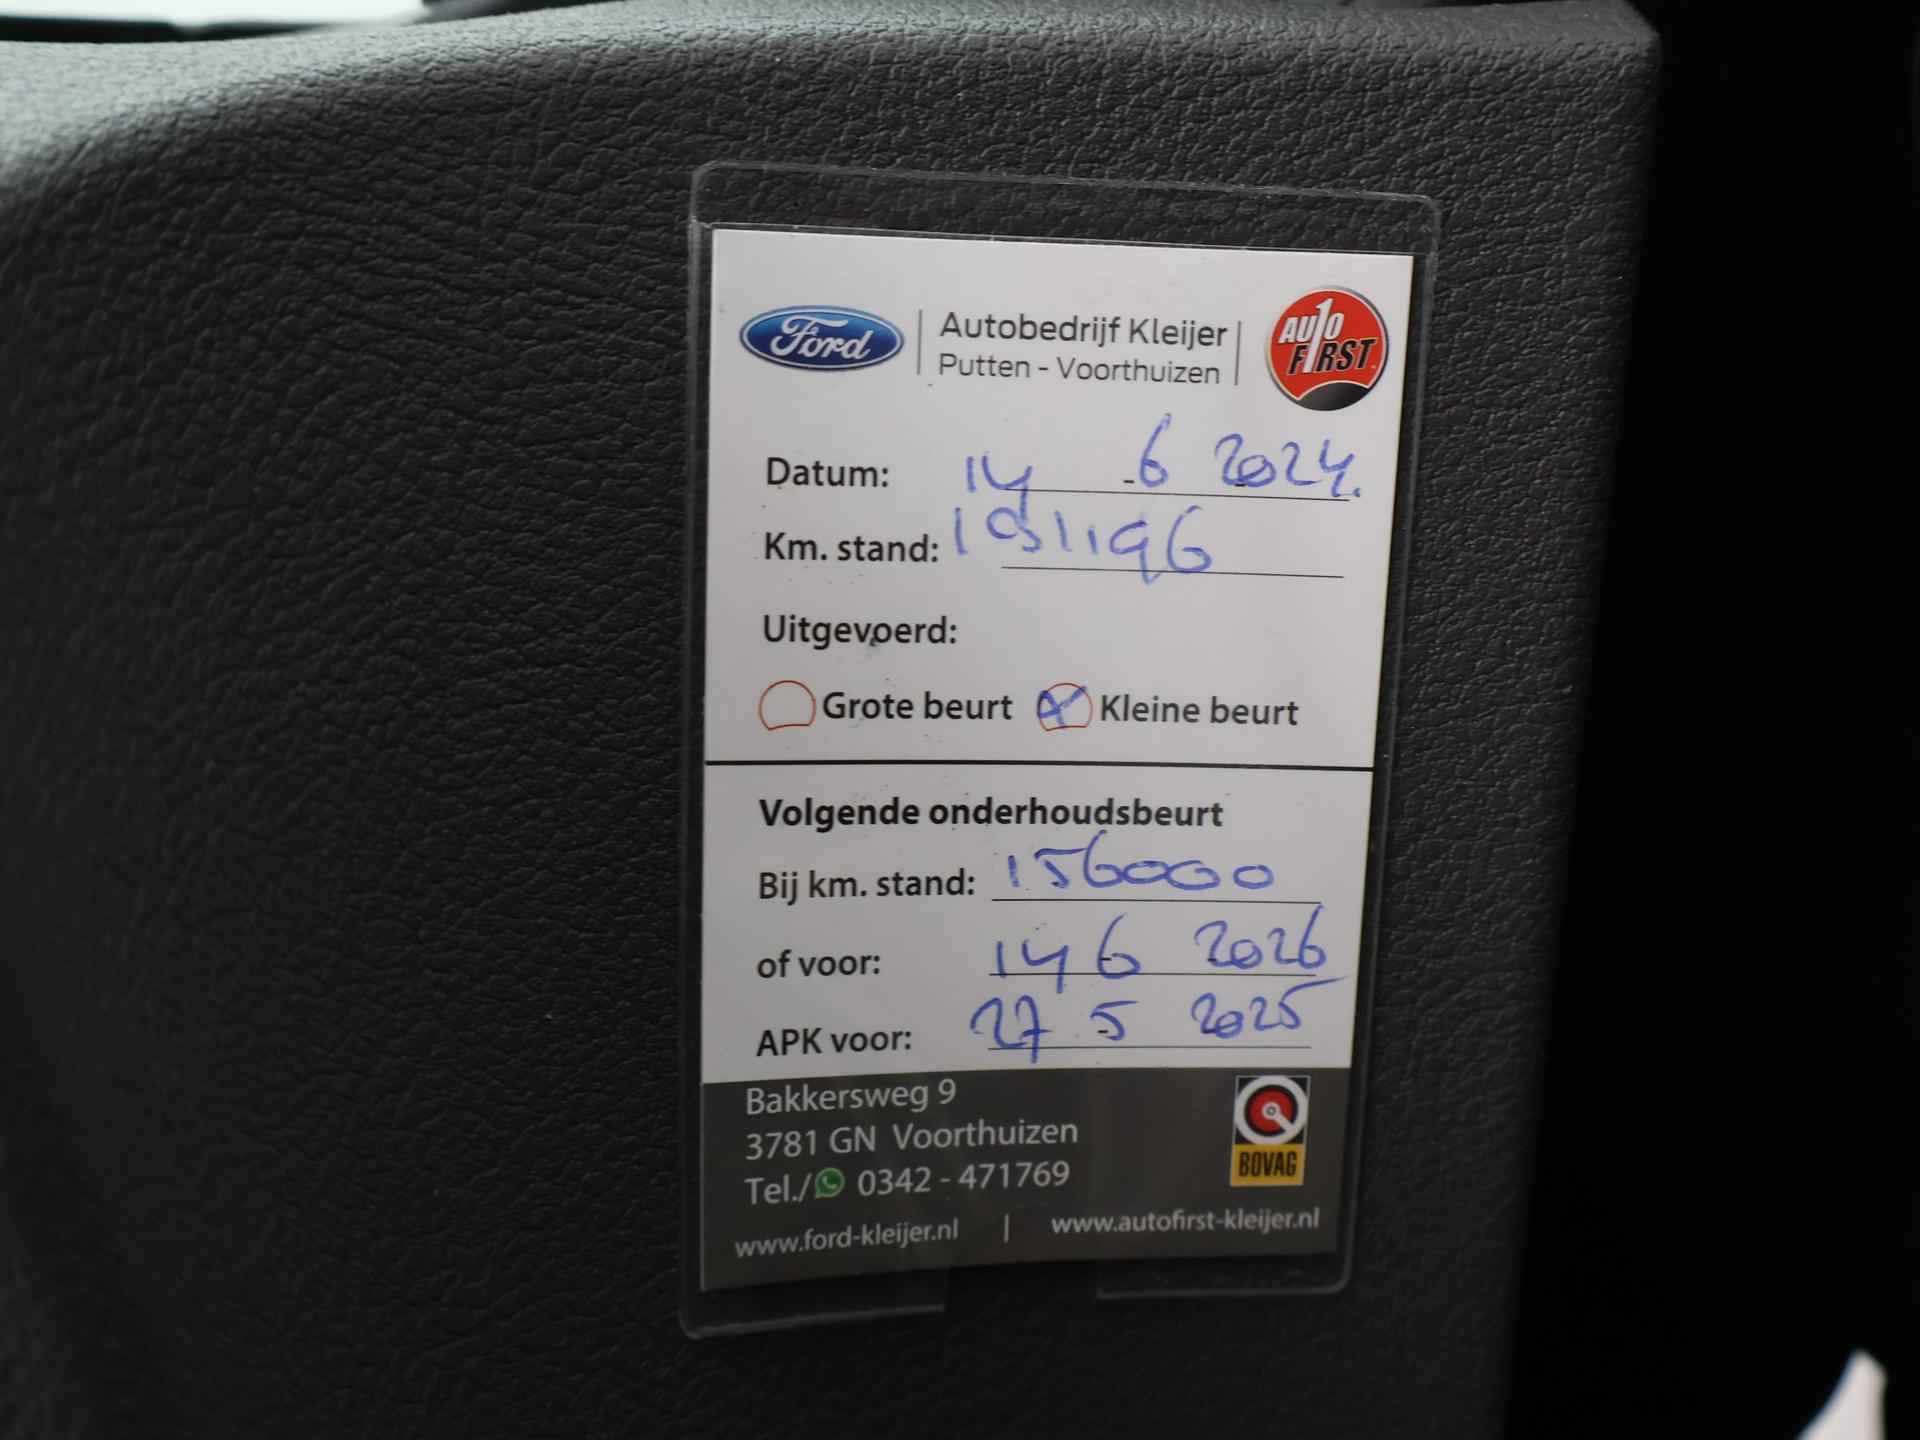 Ford Autobedrijf Kleijer AUTO FIRST
Putten - Voorthuizen
Datum: 14 -6 2024.
Km. stand:
Uitgevoerd:
Grote beurt Kleine beurt
Volgende onderhoudsbeurt
Bij km. stand: 156000
of voor: 14 6 2026
APK voor: 27 5 2025
Bakkersweg 9
3781 GN Voorthuizen
Tel./ 0342 - 471769
BOVAG
www.ford-kleijer.nl | www.autofirst-kleijer.nl